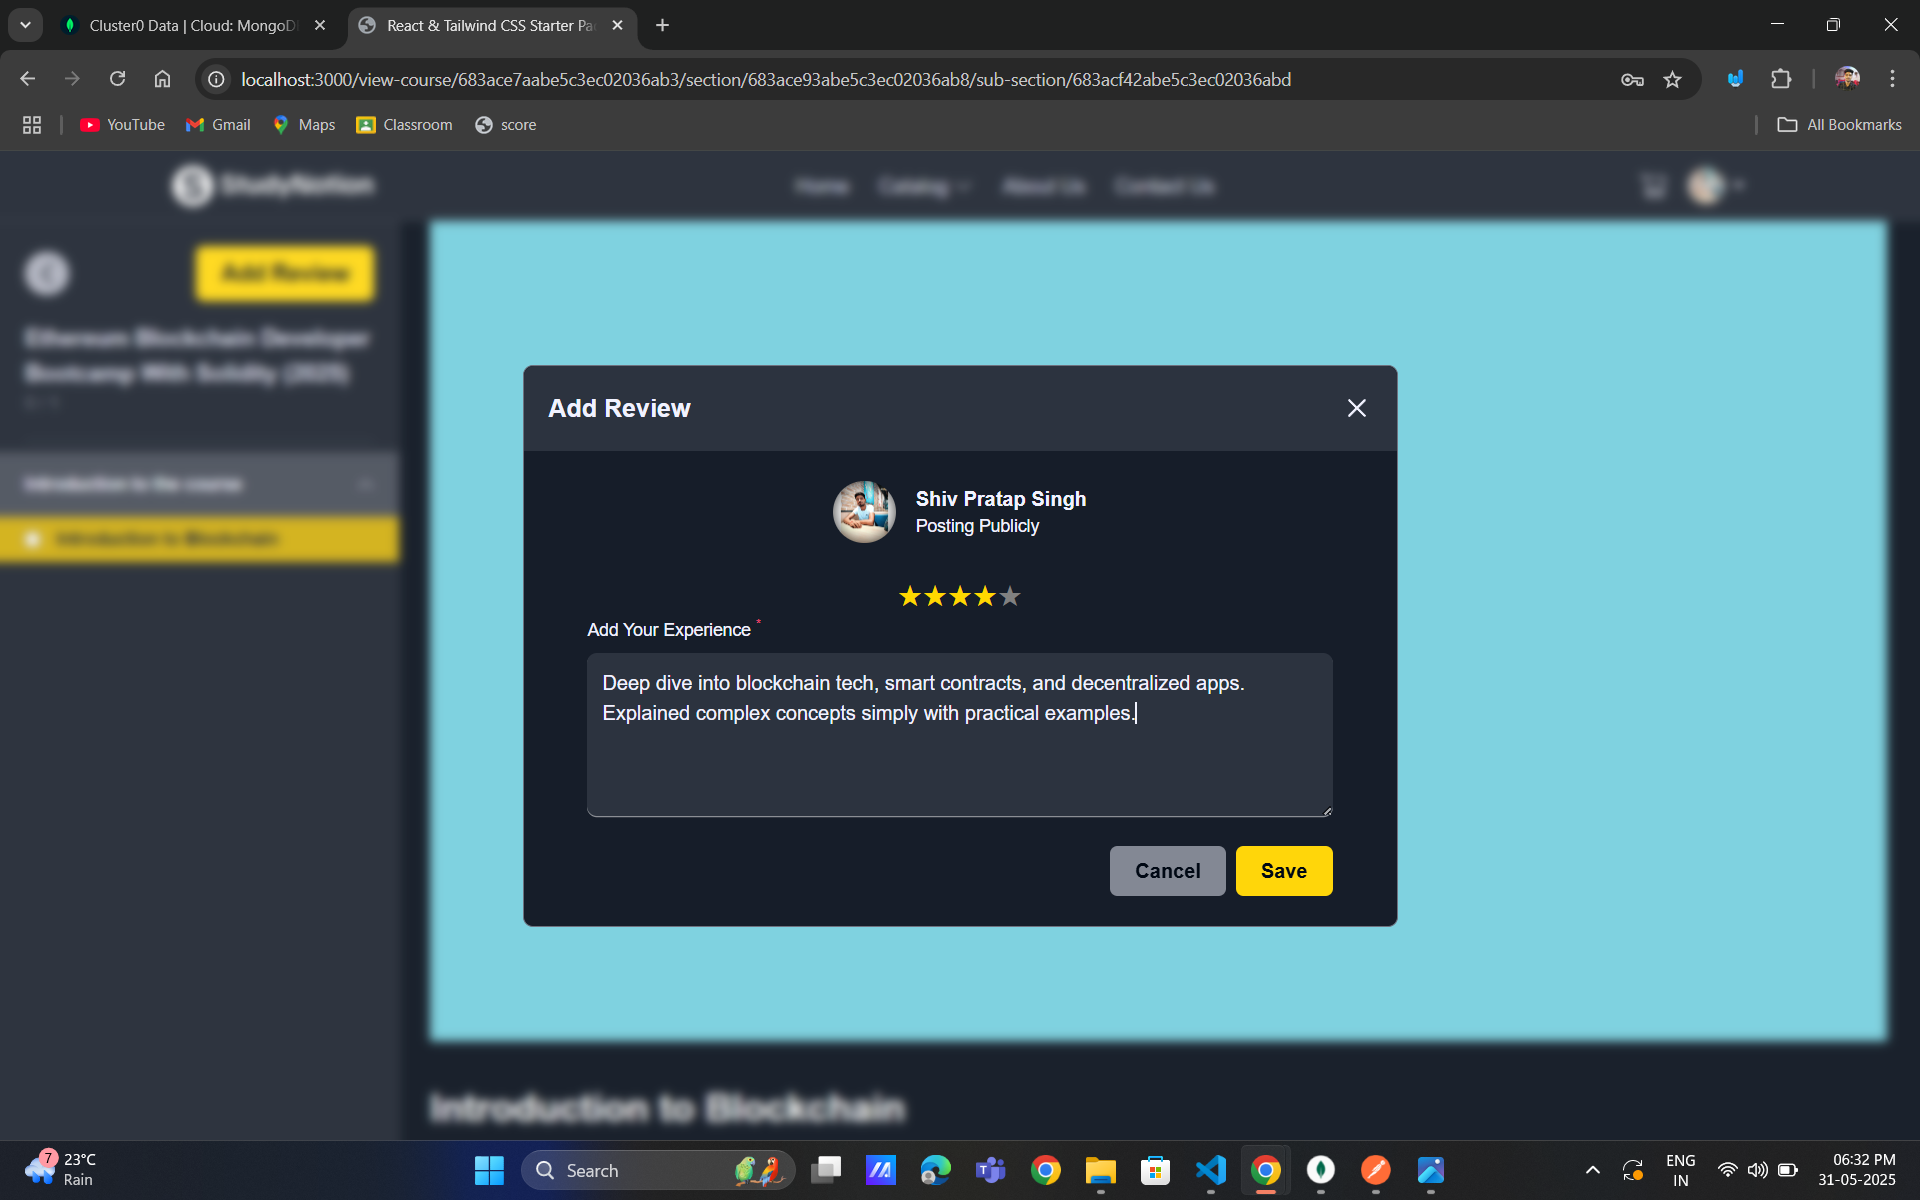 Cluster0 Data | Cloud: MongoD
React & Tailwind CSS Starter Pa
localhost:3000/view-course/683ace7aabe5c3ec02036ab3/section/683ace93abe5c3ec02036ab8/sub-section/683acf42abe5c3ec02036abd
YouTube
Gmail
Maps
Classroom
score
All Bookmarks
StudyNotion
Home
Catalog
About Us
Contact Us
Add Review
Ethereum Blockchain Developer
Bootcamp With Solidity (2025)
Introduction to the course
Introduction to Blockchain
Add Review
Shiv Pratap Singh
Posting Publicly
Add Your Experience *
Deep dive into blockchain tech, smart contracts, and decentralized apps.
Explained complex concepts simply with practical examples.
Cancel
Save
Introduction to Blockchain
7
23°C
Rain
Search
ENG
IN
06:32 PM
31-05-2025